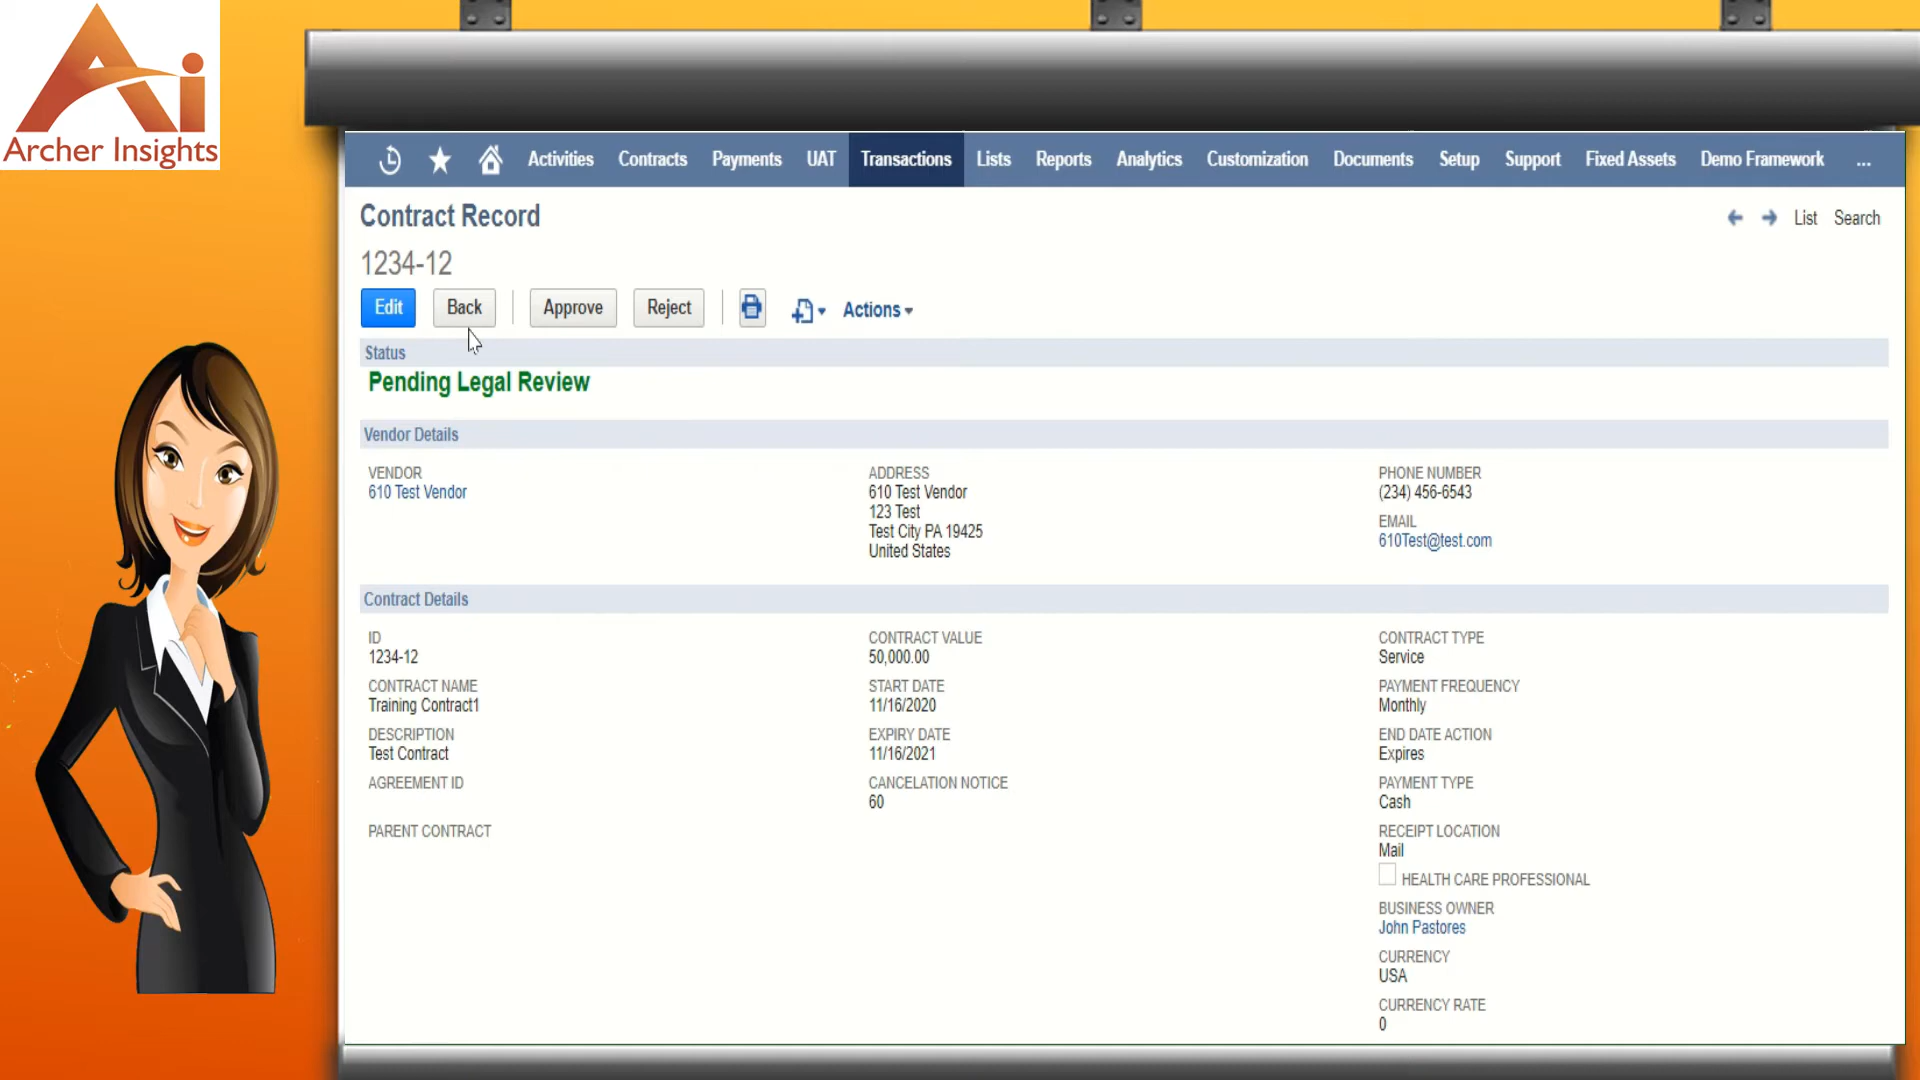 Archer Insights
Activities Contracts Payments UAT Transactions Lists Reports Analytics Customization Documents Setup Support Fixed Assets Demo Framework ...
Contract Record
List Search
1234-12
Edit Back Approve Reject Actions
Status
Pending Legal Review
Vendor Details
VENDOR
610 Test Vendor
ADDRESS
610 Test Vendor
123 Test
Test City PA 19425
United States
PHONE NUMBER
(234) 456-6543
EMAIL
610Test@test.com
Contract Details
ID
1234-12
CONTRACT NAME
Training Contract1
DESCRIPTION
Test Contract
AGREEMENT ID
PARENT CONTRACT
CONTRACT VALUE
50,000.00
START DATE
11/16/2020
EXPIRY DATE
11/16/2021
CANCELATION NOTICE
60
CONTRACT TYPE
Service
PAYMENT FREQUENCY
Monthly
END DATE ACTION
Expires
PAYMENT TYPE
Cash
RECEIPT LOCATION
Mail
HEALTH CARE PROFESSIONAL
BUSINESS OWNER
John Pastores
CURRENCY
USA
CURRENCY RATE
0